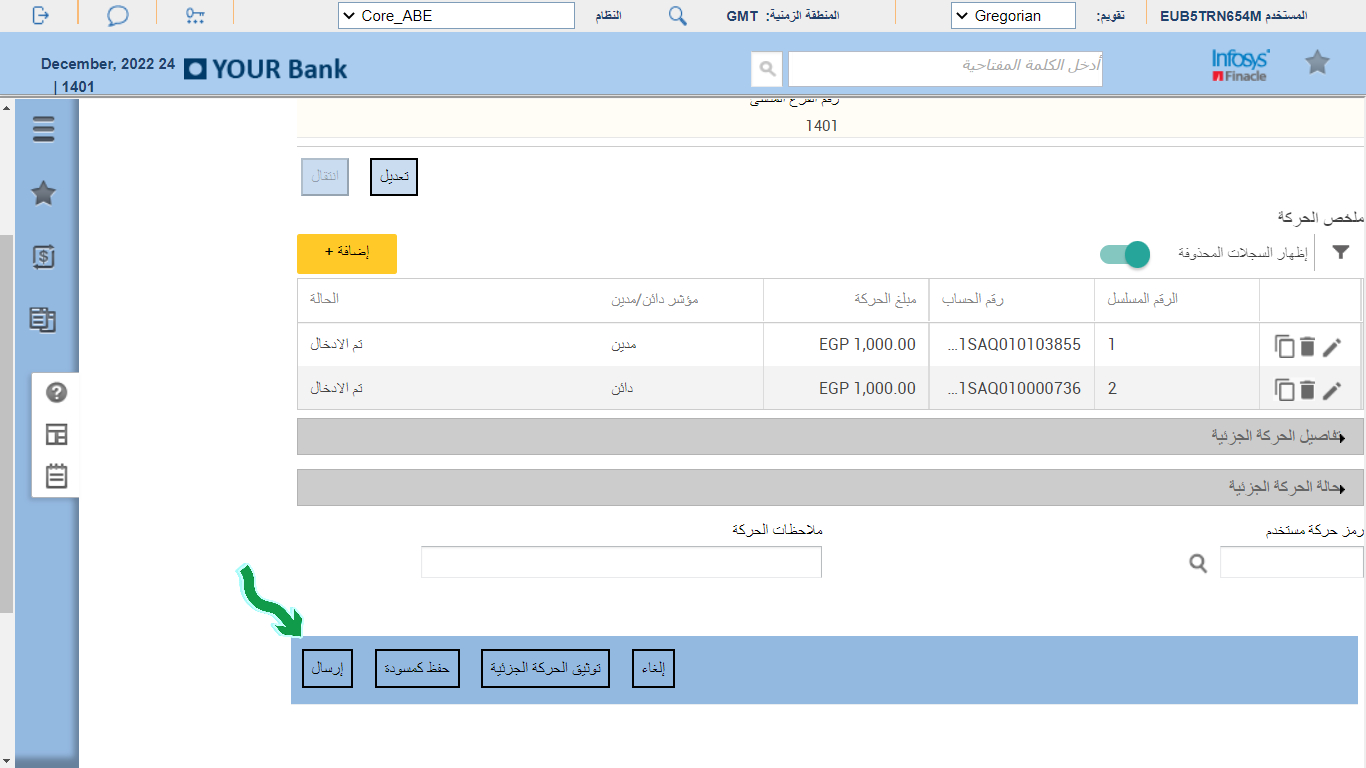 المستخدم EUB5TRN654M
تقويم: Gregorian
المنطقة الزمنية: GMT
النظام Core_ABE
Infosys
Finacle
أدخل الكلمة المفتاحية
YOUR Bank
December, 2022 24
| 1401
رقم الفرع المنشئ
1401
تعديل انتقال
ملخص الحركة
إظهار السجلات المحذوفة
إضافة +
الرقم المسلسل رقم الحساب مبلغ الحركة مؤشر دائن/مدين الحالة
1 ...1SAQ010103855 EGP 1,000.00 مدين تم الادخال
2 ...1SAQ010000736 EGP 1,000.00 دائن تم الادخال
تفاصيل الحركة الجزئية
حالة الحركة الجزئية
رمز حركة مستخدم ملاحظات الحركة
إلغاء توثيق الحركة الجزئية حفظ كمسودة إرسال